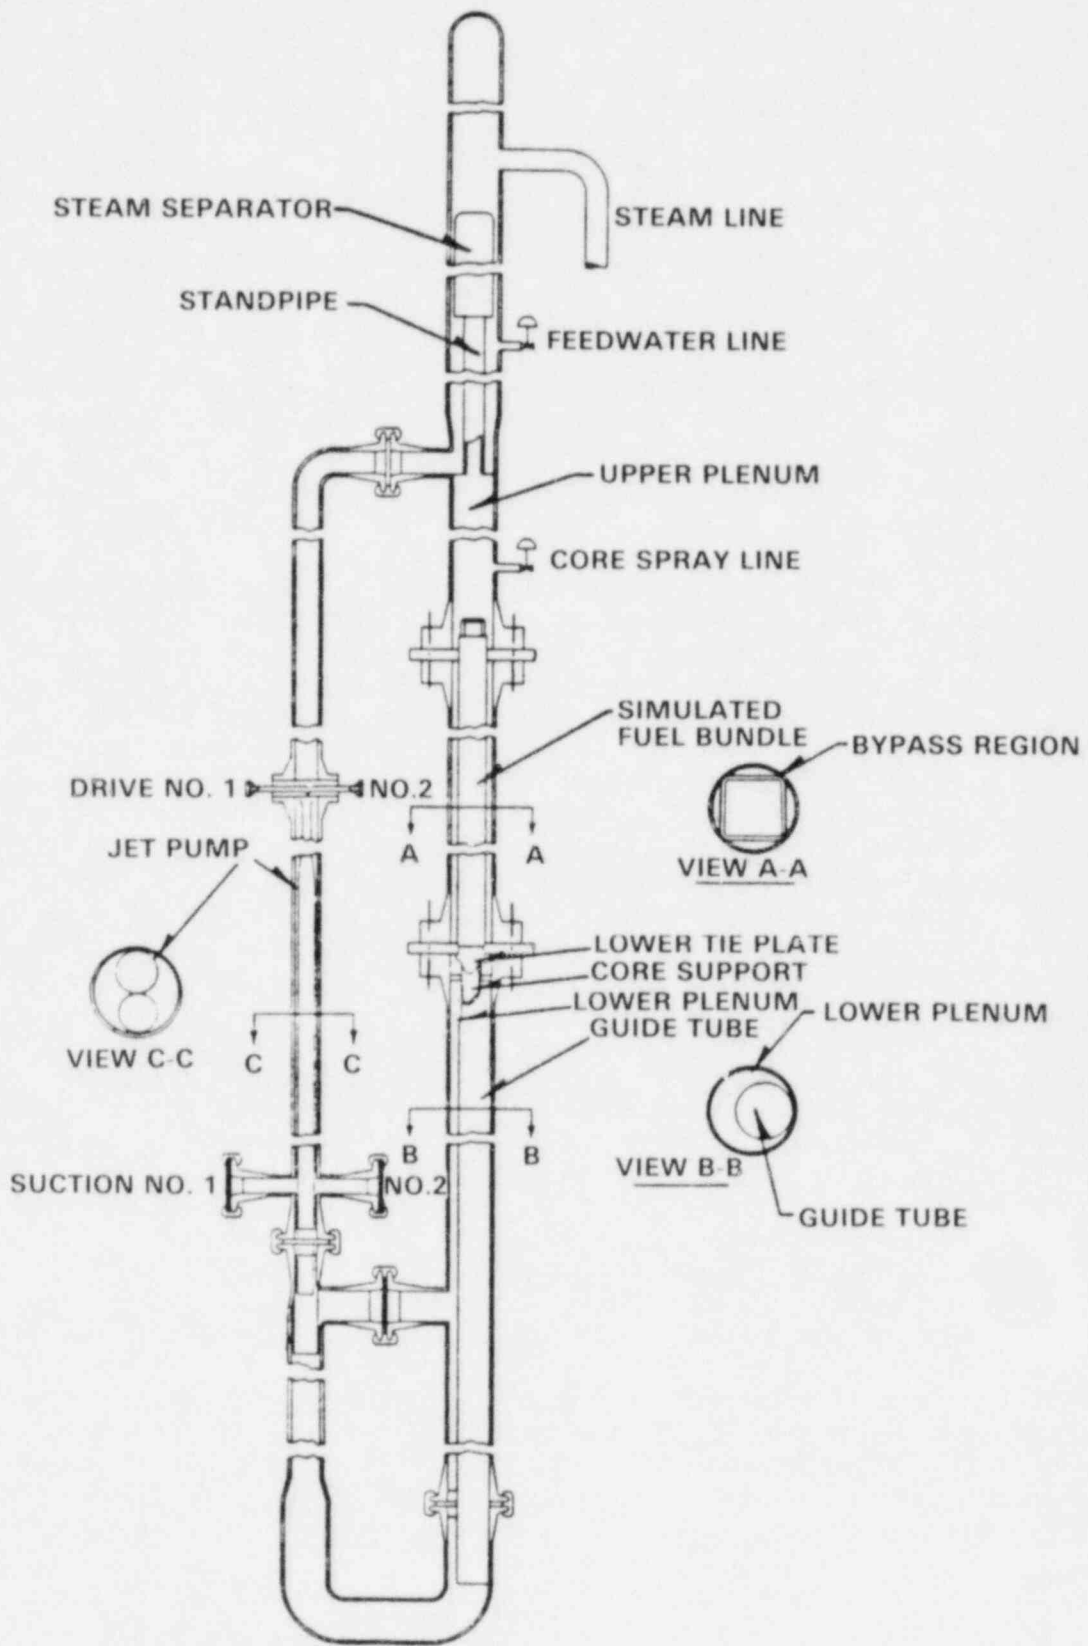 STEAM SEPARATOR
STEAM LINE
STANDPIPE
FEEDWATER LINE
UPPER PLENUM
CORE SPRAY LINE
SIMULATED
FUEL BUNDLE
BYPASS REGION
DRIVE NO. 1
NO.2
JET PUMP
A
A
VIEW A-A
LOWER TIE PLATE
CORE SUPPORT
LOWER PLENUM
GUIDE TUBE
LOWER PLENUM
VIEW C-C
C
C
B
B
VIEW B-B
SUCTION NO. 1
NO.2
GUIDE TUBE